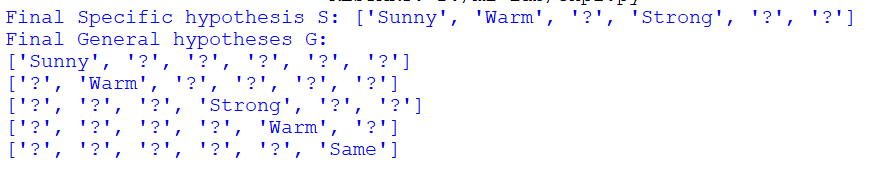 Final Specific hypothesis S: ['Sunny', 'Warm', '?', 'Strong', '?', '?']
Final General hypotheses G:
['Sunny', '?', '?', '?', '?', '?']
['?', 'Warm', '?', '?', '?', '?']
['?', '?', '?', 'Strong', '?', '?']
['?', '?', '?', '?', 'Warm', '?']
['?', '?', '?', '?', '?', 'Same']